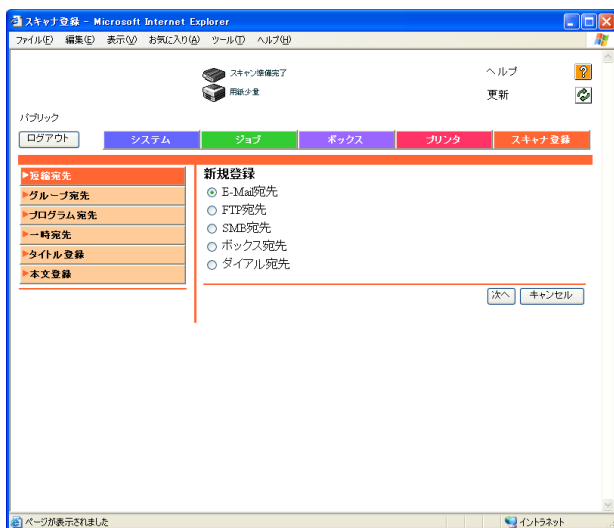 スキャナ登録 - Microsoft Internet Explorer
ファイル(F) 編集(E) 表示(V) お気に入り(A) ツール(T) ヘルプ(H)
スキャン準備完了 ヘルプ ?
用紙少量 更新
パブリック
ログアウト システム ジョブ ボックス プリンタ スキャナ登録
短縮宛先
グループ宛先
プログラム宛先
一時宛先
タイトル登録
本文登録
新規登録
E-Mail宛先
FTP宛先
SMB宛先
ボックス宛先
ダイアル宛先
次へ キャンセル
ページが表示されました イントラネット